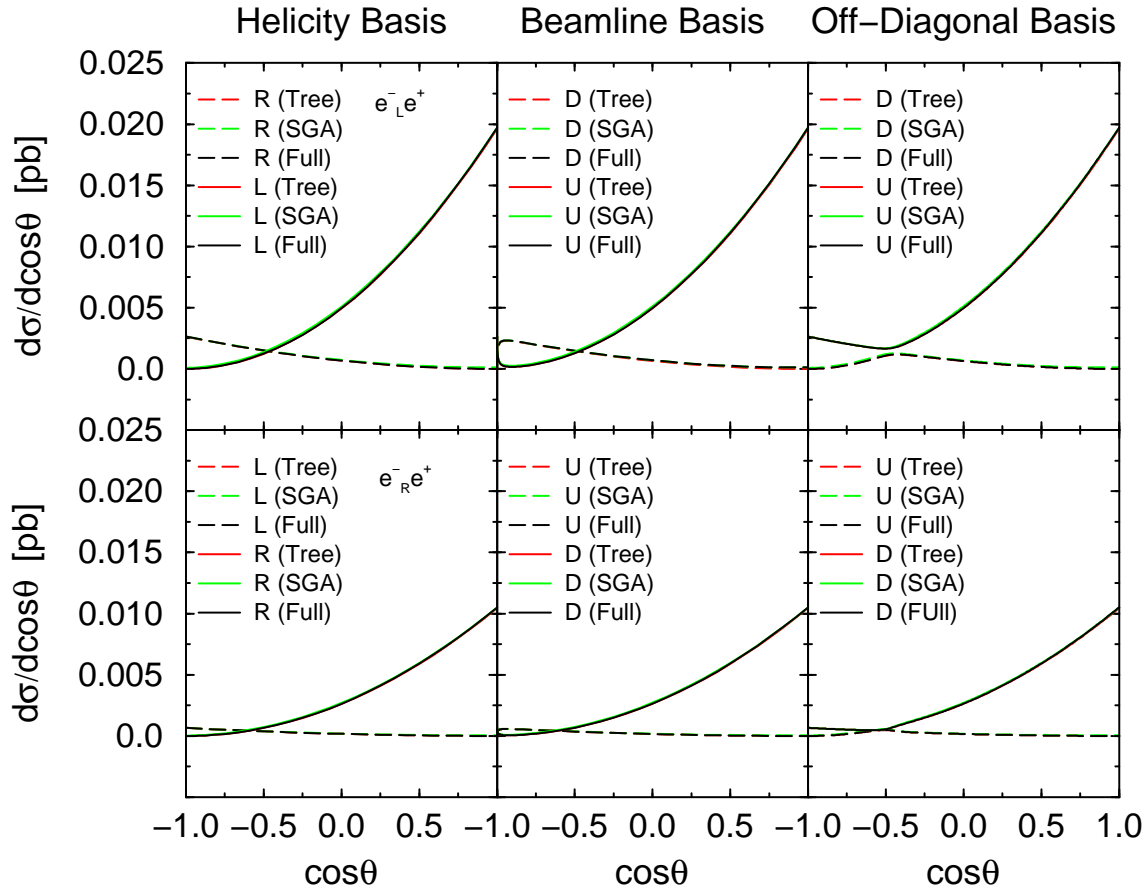 Helicity Basis Beamline Basis Off−Diagonal Basis
0.025
0.020
0.015
0.010
0.005
0.0
dσ/dcosθ [pb]
R (Tree)
R (SGA)
R (Full)
L (Tree)
L (SGA)
L (Full)
e⁻Le⁺
D (Tree)
D (SGA)
D (Full)
U (Tree)
U (SGA)
U (Full)
D (Tree)
D (SGA)
D (Full)
U (Tree)
U (SGA)
U (Full)
0.025
0.020
0.015
0.010
0.005
0.0
dσ/dcosθ [pb]
L (Tree)
L (SGA)
L (Full)
R (Tree)
R (SGA)
R (Full)
e⁻Re⁺
U (Tree)
U (SGA)
U (Full)
D (Tree)
D (SGA)
D (Full)
U (Tree)
U (SGA)
U (Full)
D (Tree)
D (SGA)
D (FUll)
−1.0 −0.5 0.0 0.5 −1.0 −0.5 0.0 0.5 −1.0 −0.5 0.0 0.5 1.0
cosθ cosθ cosθ